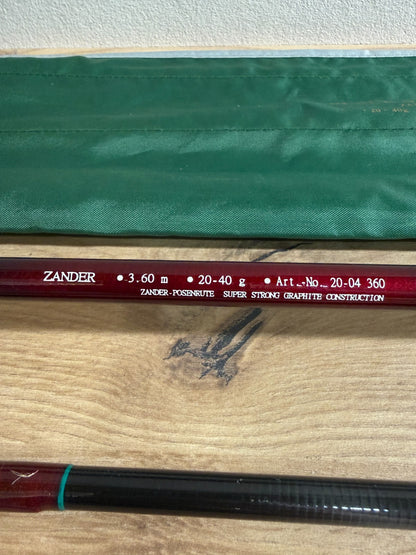 ZANDER • 3.60 m • 20-40 g • Art.-No. 20-04 360
ZANDER-POSENRUTE SUPER STRONG GRAPHITE CONSTRUCTION